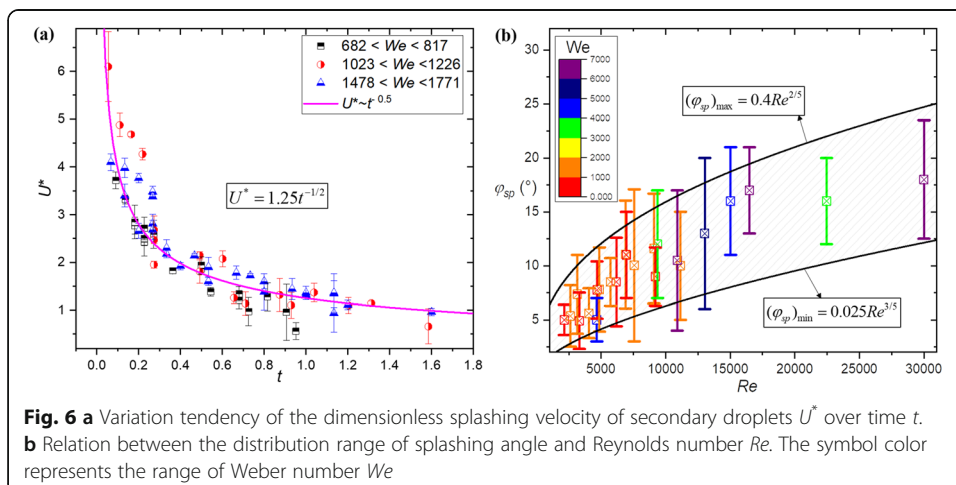 (a)
682 < We < 817
1023 < We <1226
1478 < We <1771
U*~t^-0.5
U* = 1.25t^-1/2
U*
6
5
4
3
2
1
0.0 0.2 0.4 0.6 0.8 1.0 1.2 1.4 1.6 1.8
t
(b)
We
7000
6000
5000
4000
3000
2000
1000
0.000
(φsp)max = 0.4Re^2/5
(φsp)min = 0.025Re^3/5
φsp (°)
30
25
20
15
10
5
5000 10000 15000 20000 25000 30000
Re
Fig. 6 a Variation tendency of the dimensionless splashing velocity of secondary droplets U* over time t.
b Relation between the distribution range of splashing angle and Reynolds number Re. The symbol color
represents the range of Weber number We